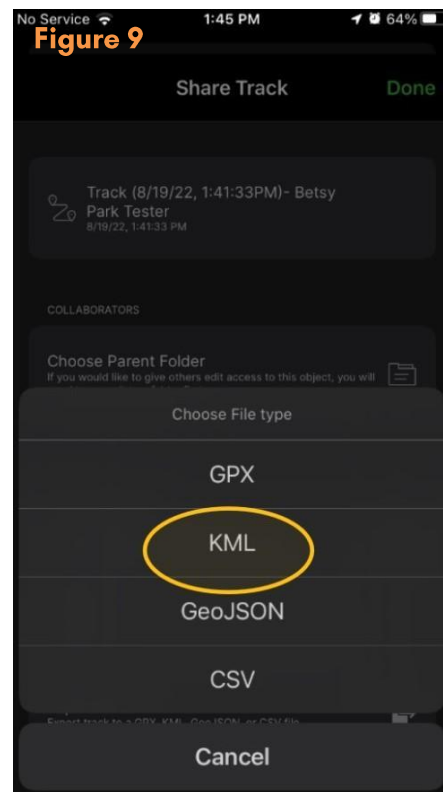 No Service 1:45 PM 64%
Figure 9
Share Track Done
Track (8/19/22, 1:41:33PM)- Betsy
Park Tester
8/19/22, 1:41:33 PM
COLLABORATORS
Choose Parent Folder
If you would like to give others edit access to this object, you will
Choose File type
GPX
KML
GeoJSON
CSV
Export track to a GPX, KML, GeoJSON, or CSV file
Cancel